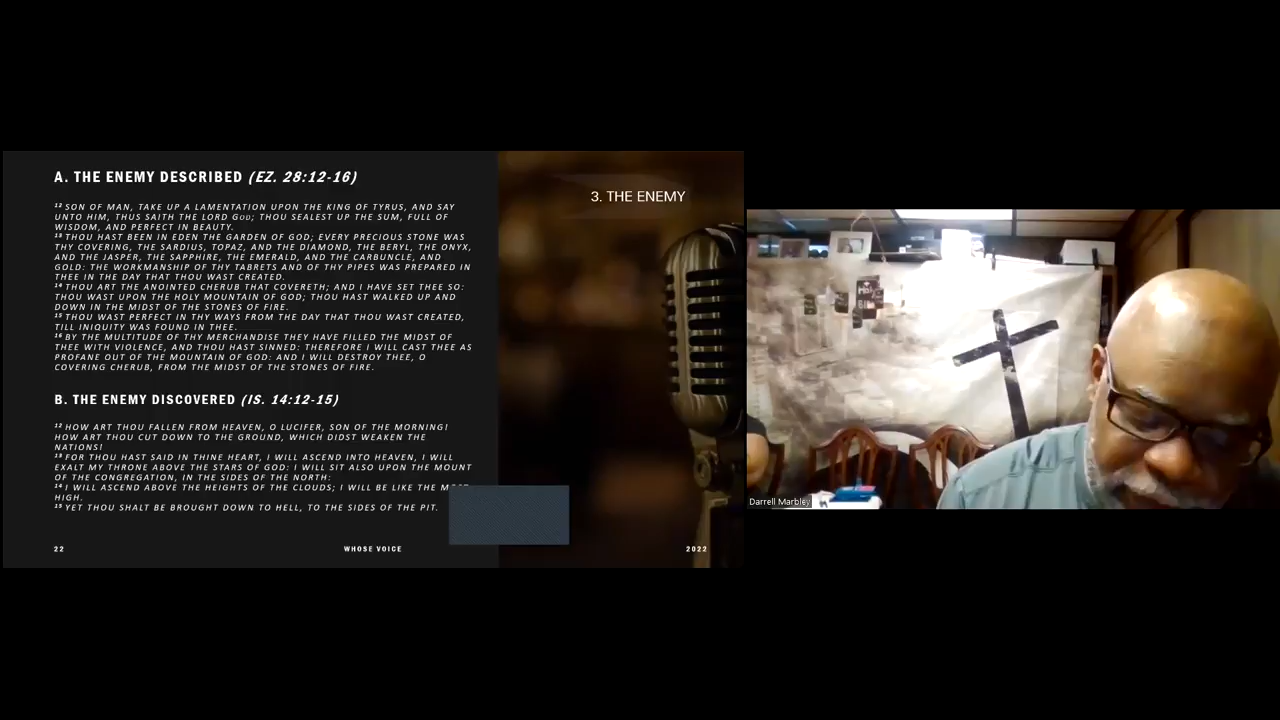 A. THE ENEMY DESCRIBED (EZ. 28:12-16)
12 SON OF MAN, TAKE UP A LAMENTATION UPON THE KING OF TYRUS, AND SAY
UNTO HIM, THUS SAITH THE LORD GOD; THOU SEALEST UP THE SUM, FULL OF
WISDOM, AND PERFECT IN BEAUTY.
13 THOU HAST BEEN IN EDEN THE GARDEN OF GOD; EVERY PRECIOUS STONE WAS
THY COVERING, THE SARDIUS, TOPAZ, AND THE DIAMOND, THE BERYL, THE ONYX,
AND THE JASPER, THE SAPPHIRE, THE EMERALD, AND THE CARBUNCLE, AND
GOLD: THE WORKMANSHIP OF THY TABRETS AND OF THY PIPES WAS PREPARED IN
THEE IN THE DAY THAT THOU WAST CREATED.
14 THOU ART THE ANOINTED CHERUB THAT COVERETH; AND I HAVE SET THEE SO:
THOU WAST UPON THE HOLY MOUNTAIN OF GOD; THOU HAST WALKED UP AND
DOWN IN THE MIDST OF THE STONES OF FIRE.
15 THOU WAST PERFECT IN THY WAYS FROM THE DAY THAT THOU WAST CREATED,
TILL INIQUITY WAS FOUND IN THEE.
16 BY THE MULTITUDE OF THY MERCHANDISE THEY HAVE FILLED THE MIDST OF
THEE WITH VIOLENCE, AND THOU HAST SINNED: THEREFORE I WILL CAST THEE AS
PROFANE OUT OF THE MOUNTAIN OF GOD: AND I WILL DESTROY THEE, O
COVERING CHERUB, FROM THE MIDST OF THE STONES OF FIRE.
B. THE ENEMY DISCOVERED (IS. 14:12-15)
12 HOW ART THOU FALLEN FROM HEAVEN, O LUCIFER, SON OF THE MORNING!
HOW ART THOU CUT DOWN TO THE GROUND, WHICH DIDST WEAKEN THE
NATIONS!
13 FOR THOU HAST SAID IN THINE HEART, I WILL ASCEND INTO HEAVEN, I WILL
EXALT MY THRONE ABOVE THE STARS OF GOD: I WILL SIT ALSO UPON THE MOUNT
OF THE CONGREGATION, IN THE SIDES OF THE NORTH:
14 I WILL ASCEND ABOVE THE HEIGHTS OF THE CLOUDS; I WILL BE LIKE THE MOST
HIGH.
15 YET THOU SHALT BE BROUGHT DOWN TO HELL, TO THE SIDES OF THE PIT.
22
WHOSE VOICE
2022
3. THE ENEMY
Darrell Marbley